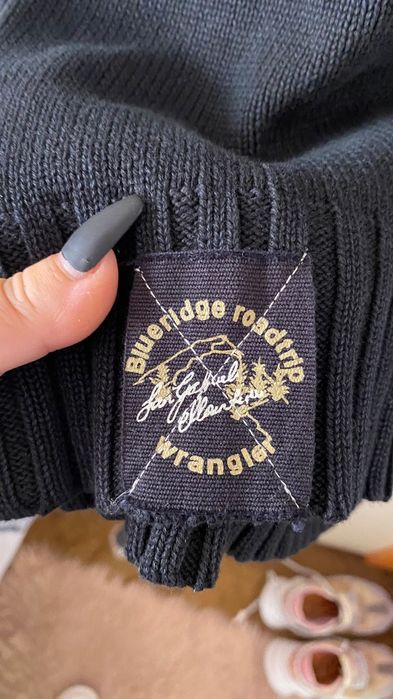 Blueridge roadtrip
San Gabriel
Mountains
wrangler